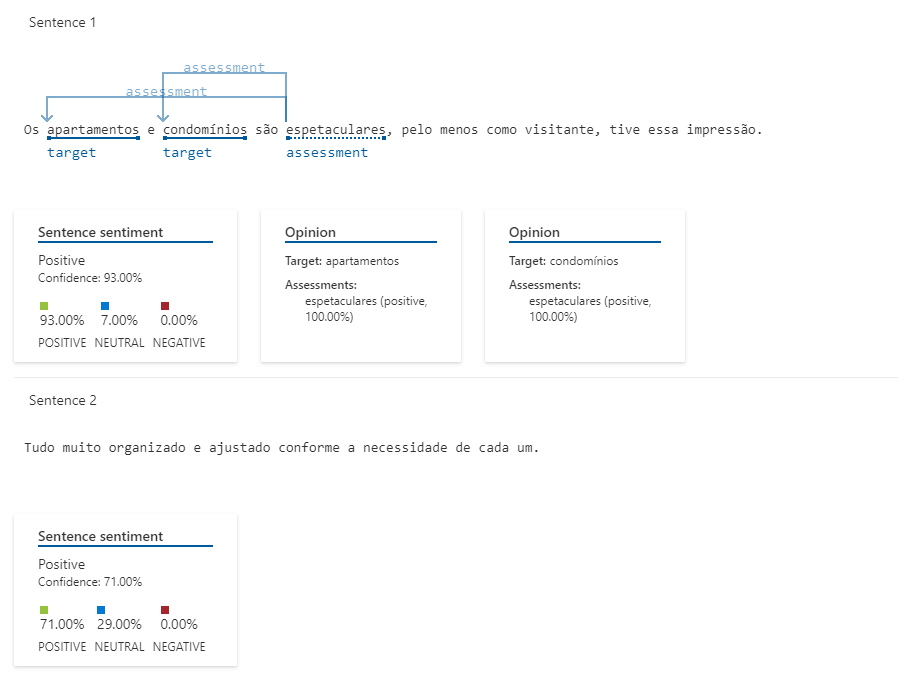 Sentence 1
assessment
assessment
Os apartamentos e condomínios são espetaculares, pelo menos como visitante, tive essa impressão.
target target assessment
Sentence sentiment
Positive
Confidence: 93.00%
93.00% 7.00% 0.00%
POSITIVE NEUTRAL NEGATIVE
Opinion
Target: apartamentos
Assessments:
espetaculares (positive,
100.00%)
Opinion
Target: condomínios
Assessments:
espetaculares (positive,
100.00%)
Sentence 2
Tudo muito organizado e ajustado conforme a necessidade de cada um.
Sentence sentiment
Positive
Confidence: 71.00%
71.00% 29.00% 0.00%
POSITIVE NEUTRAL NEGATIVE